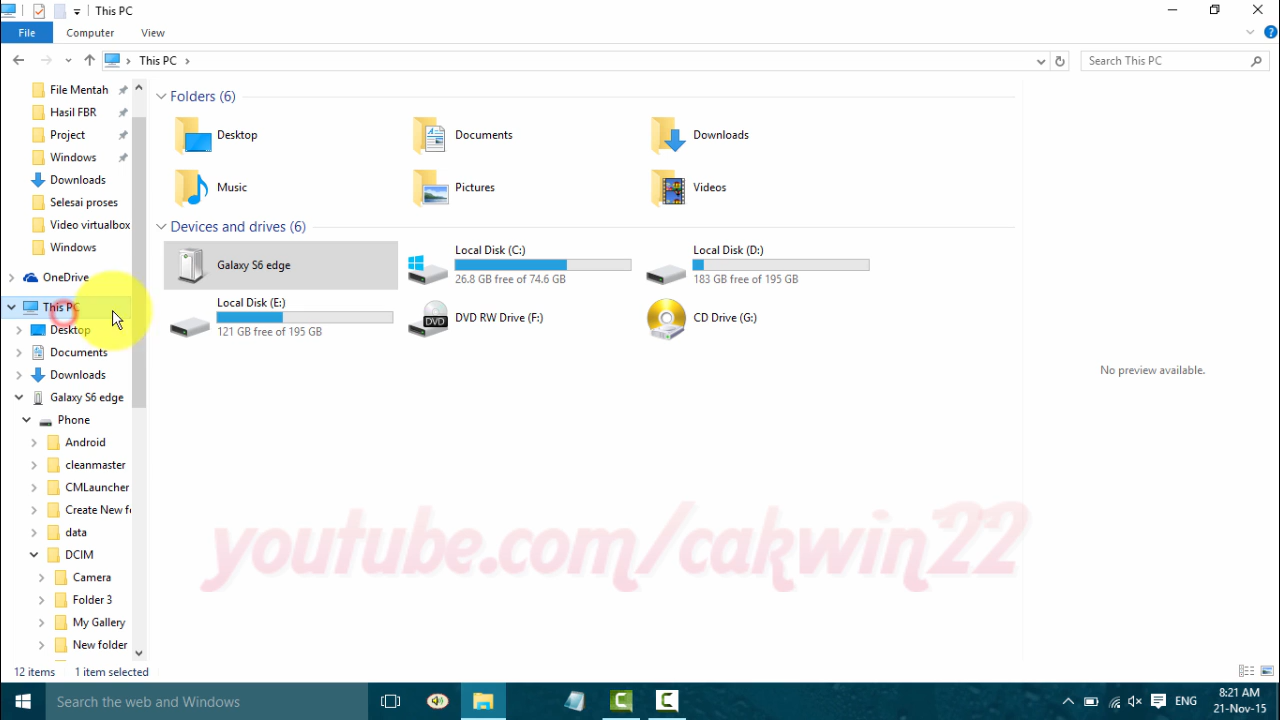 This PC
File
Computer
View
This PC
Search This PC
File Mentah
Hasil FBR
Project
Windows
Downloads
Selesai proses
Video virtualbox
Windows
OneDrive
This PC
Desktop
Documents
Downloads
Galaxy S6 edge
Phone
Android
cleanmaster
CMLauncher
Create New f
data
DCIM
Camera
Folder 3
My Gallery
New folder
Folders (6)
Desktop
Documents
Downloads
Music
Pictures
Videos
Devices and drives (6)
Galaxy S6 edge
Local Disk (C:)
26.8 GB free of 74.6 GB
Local Disk (D:)
183 GB free of 195 GB
Local Disk (E:)
121 GB free of 195 GB
DVD
DVD RW Drive (F:)
CD Drive (G:)
No preview available.
youtube.com/cahwin22
12 items
1 item selected
Search the web and Windows
ENG
8:21 AM
21-Nov-15